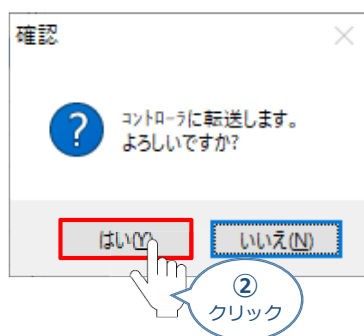 確認
?
コントローラに転送します。
よろしいですか?
はい(Y)
いいえ(N)
②
クリック